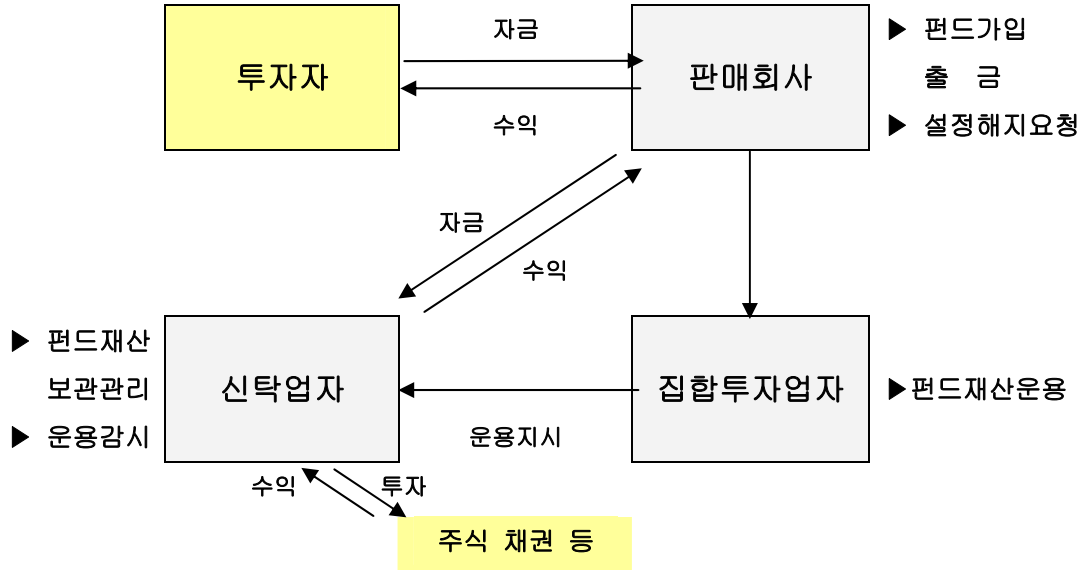 자금
▶ 펀드가입
투자자
판매회사
출 금
수익
▶ 설정해지요청
자금
수익
▶ 펀드재산
보관관리
신탁업자
집합투자업자
▶펀드재산운용
▶ 운용감시
운용지시
수익
투자
주식 채권 등